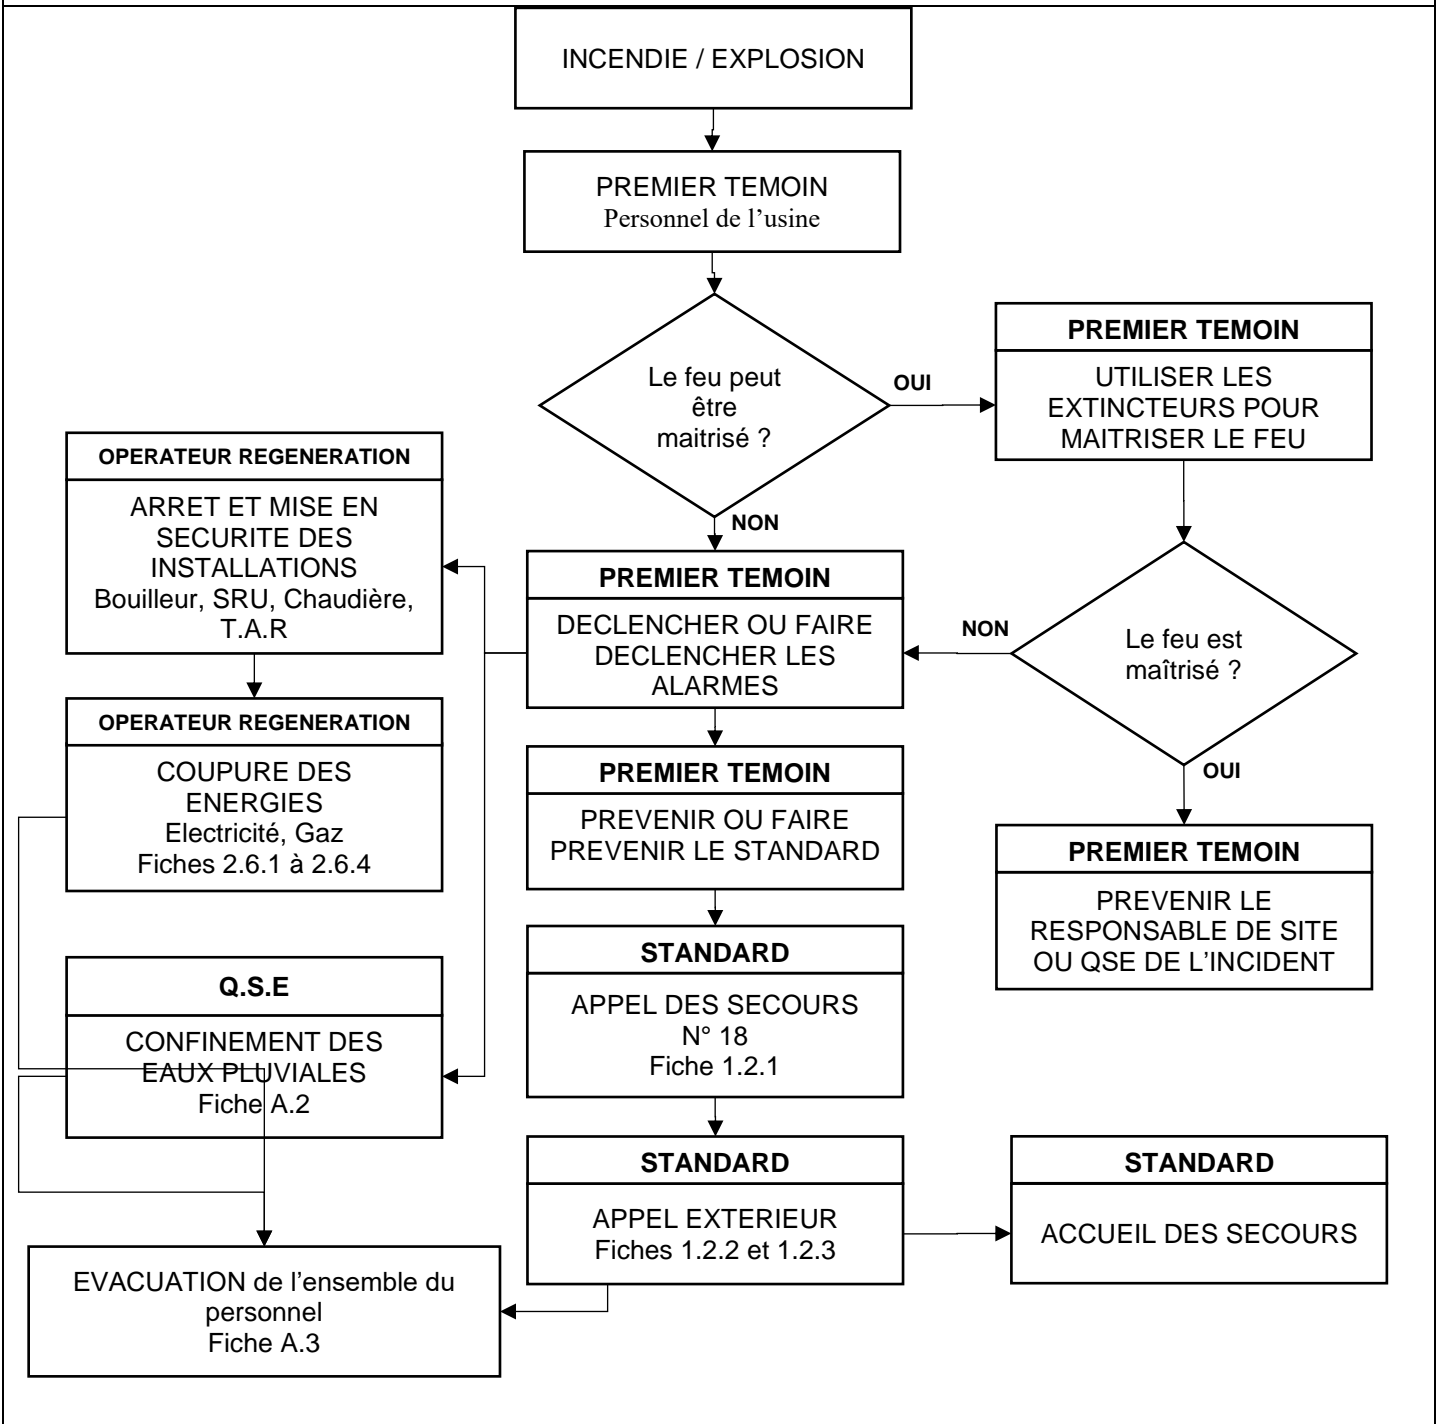 INCENDIE / EXPLOSION
PREMIER TEMOIN
Personnel de l’usine
Le feu peut
être
maitrisé ?
OUI
PREMIER TEMOIN
UTILISER LES
EXTINCTEURS POUR
MAITRISER LE FEU
NON
OPERATEUR REGENERATION
ARRET ET MISE EN
SECURITE DES
INSTALLATIONS
Bouilleur, SRU, Chaudière,
T.A.R
PREMIER TEMOIN
DECLENCHER OU FAIRE
DECLENCHER LES
ALARMES
NON
Le feu est
maîtrisé ?
OUI
OPERATEUR REGENERATION
COUPURE DES
ENERGIES
Electricité, Gaz
Fiches 2.6.1 à 2.6.4
PREMIER TEMOIN
PREVENIR OU FAIRE
PREVENIR LE STANDARD
PREMIER TEMOIN
PREVENIR LE
RESPONSABLE DE SITE
OU QSE DE L’INCIDENT
Q.S.E
CONFINEMENT DES
EAUX PLUVIALES
Fiche A.2
STANDARD
APPEL DES SECOURS
N° 18
Fiche 1.2.1
STANDARD
APPEL EXTERIEUR
Fiches 1.2.2 et 1.2.3
STANDARD
ACCUEIL DES SECOURS
EVACUATION de l’ensemble du
personnel
Fiche A.3